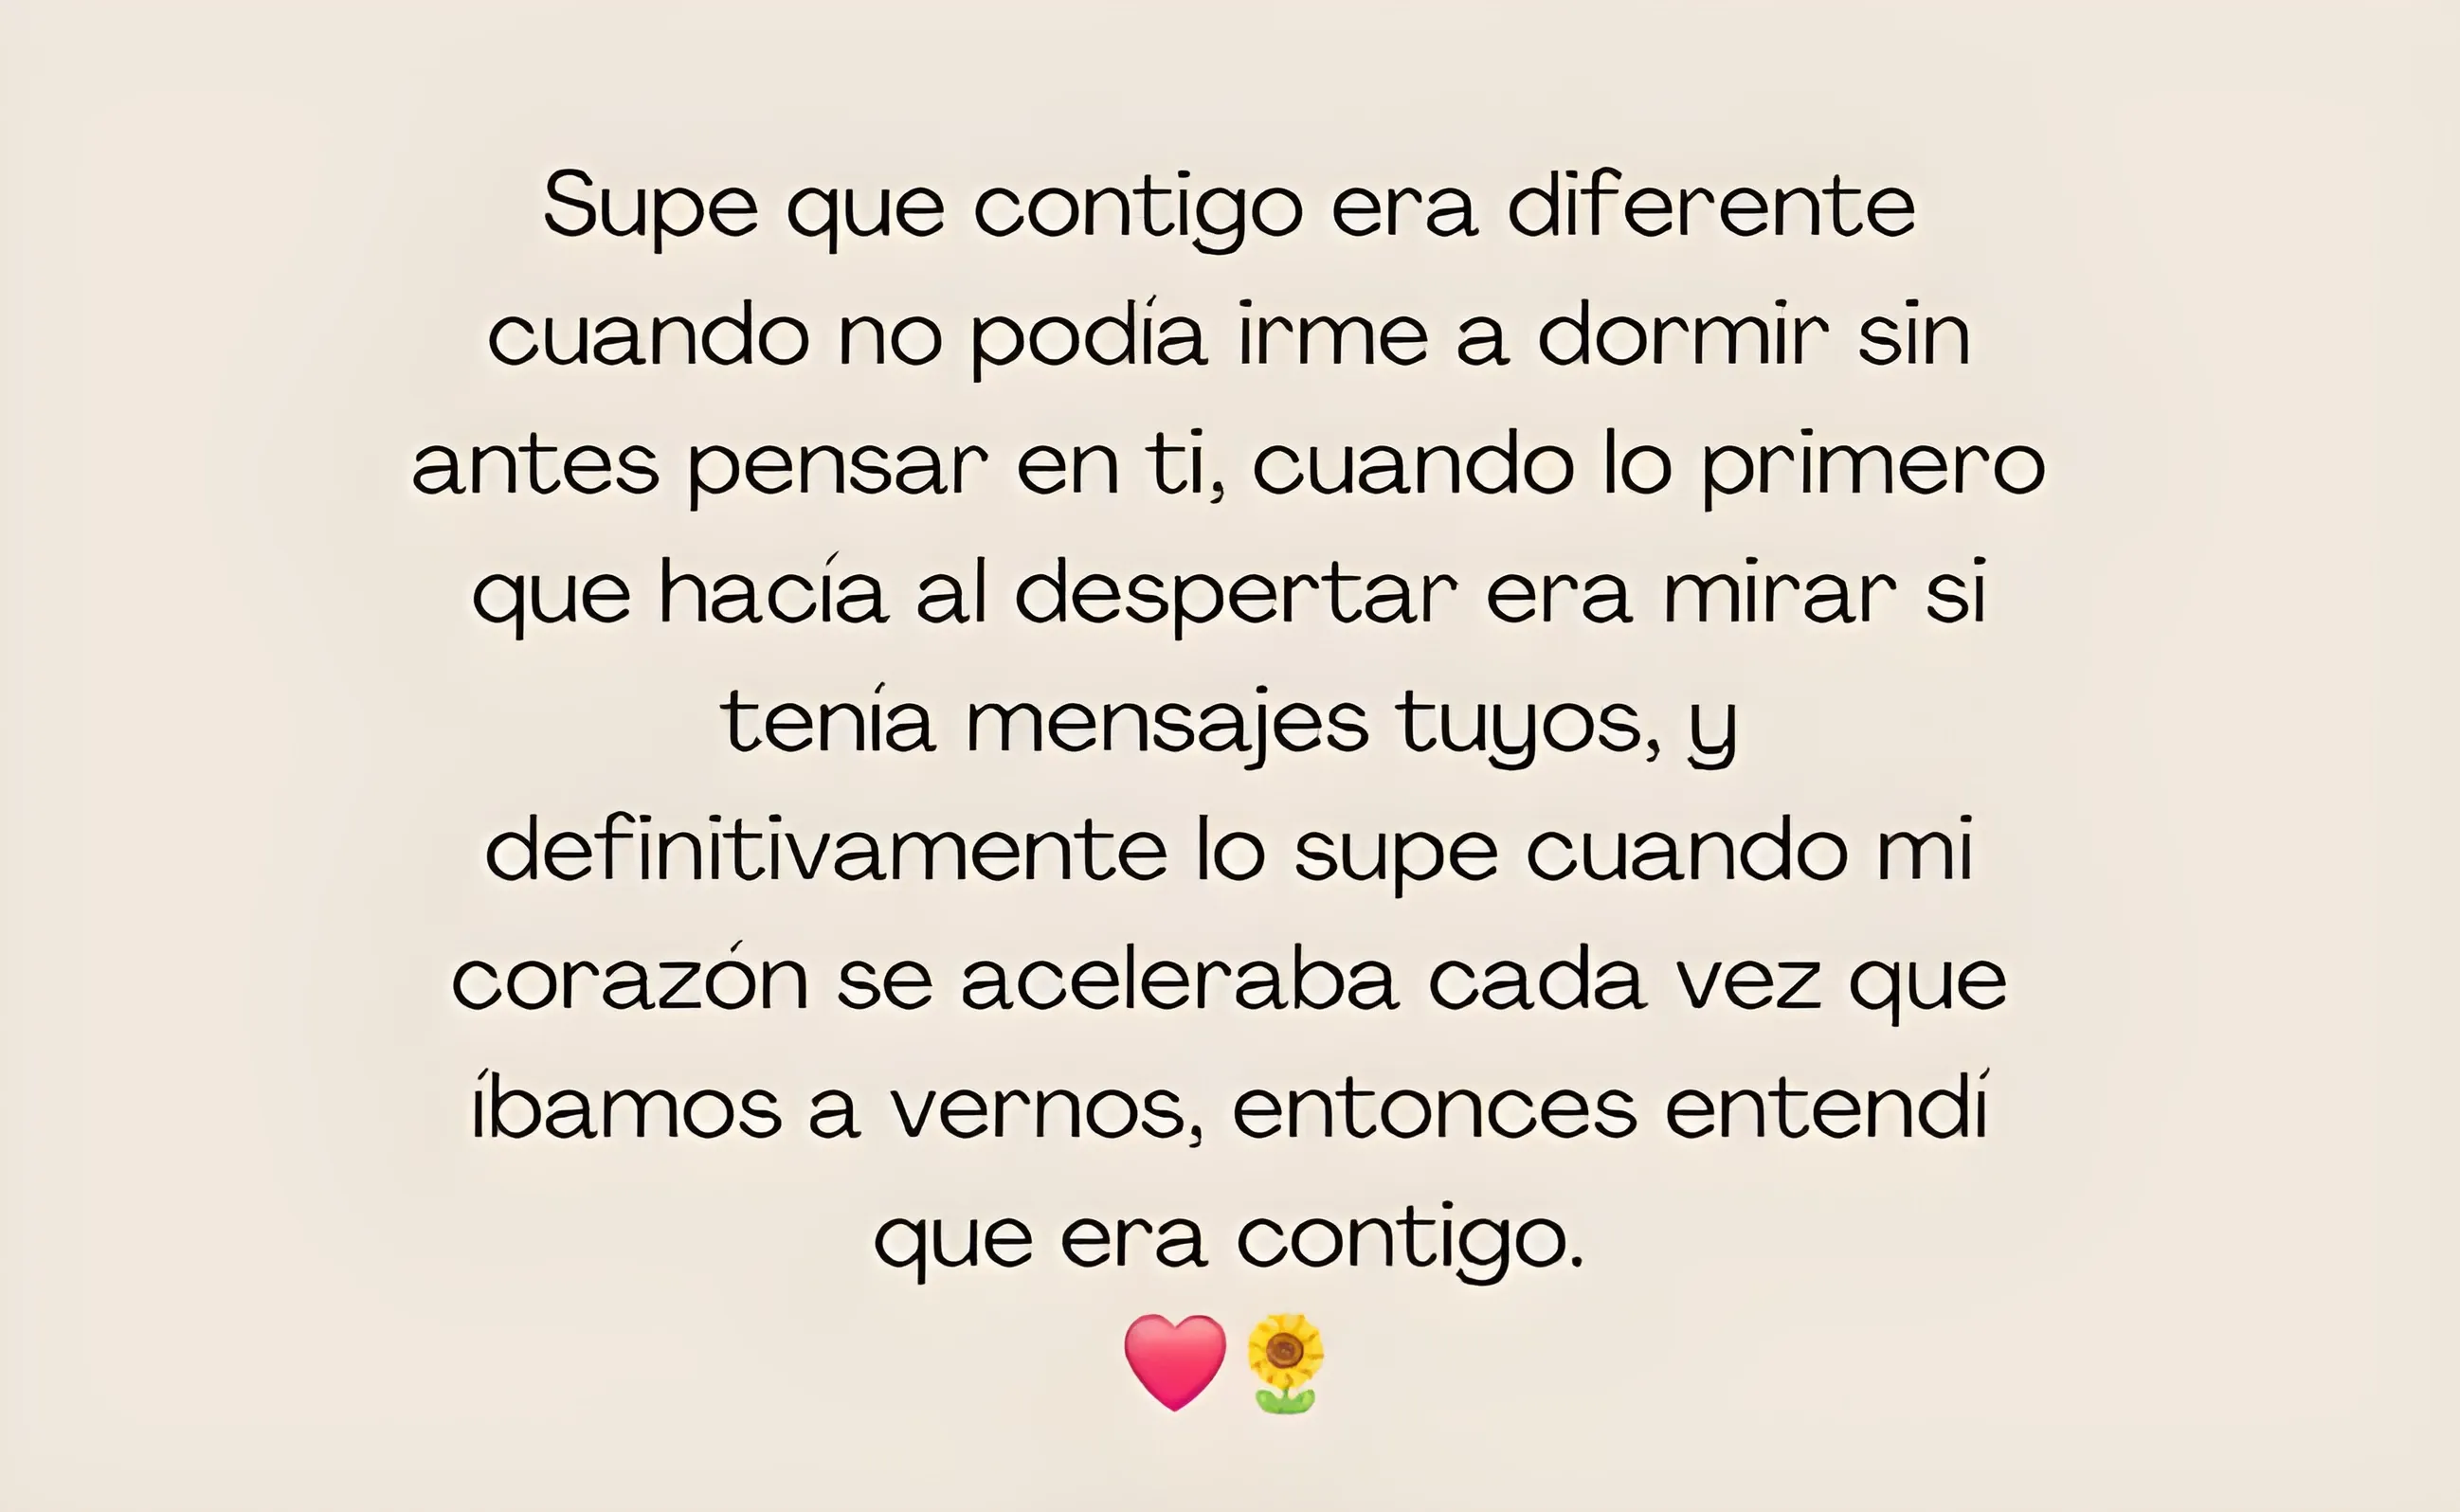 Supe que contigo era diferente
cuando no podía irme a dormir sin
antes pensar en ti, cuando lo primero
que hacía al despertar era mirar si
tenía mensajes tuyos, y
definitivamente lo supe cuando mi
corazón se aceleraba cada vez que
íbamos a vernos, entonces entendí
que era contigo.